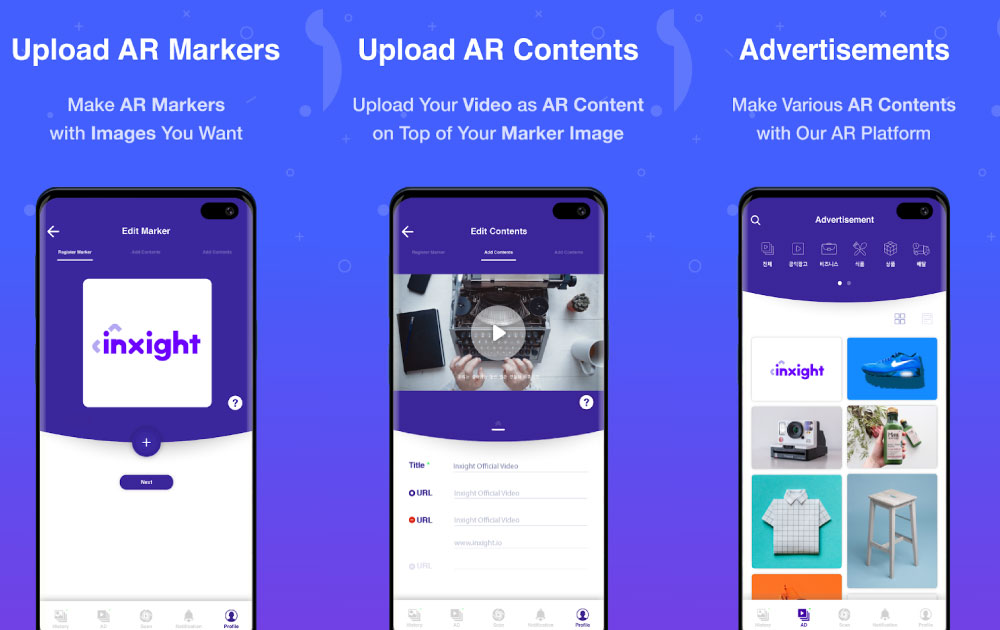 Upload AR Markers
Make AR Markers
with Images You Want
Edit Marker
Register Marker
Add Contents
Add Contents
inxight
?
+
Next
History
AD
Scan
Notification
Profile
Upload AR Contents
Upload Your Video as AR Content
on Top of Your Marker Image
Edit Contents
Register Marker
Add Contents
Add Contents
?
Title *
Inxight Official Video
URL
Inxight Official Video
URL
Inxight Official Video
www.inxight.io
URL
History
AD
Scan
Notification
Profile
Advertisements
Make Various AR Contents
with Our AR Platform
Advertisement
전체
공익광고
비즈니스
식품
상품
배달
inxight
History
AD
Scan
Notification
Profile